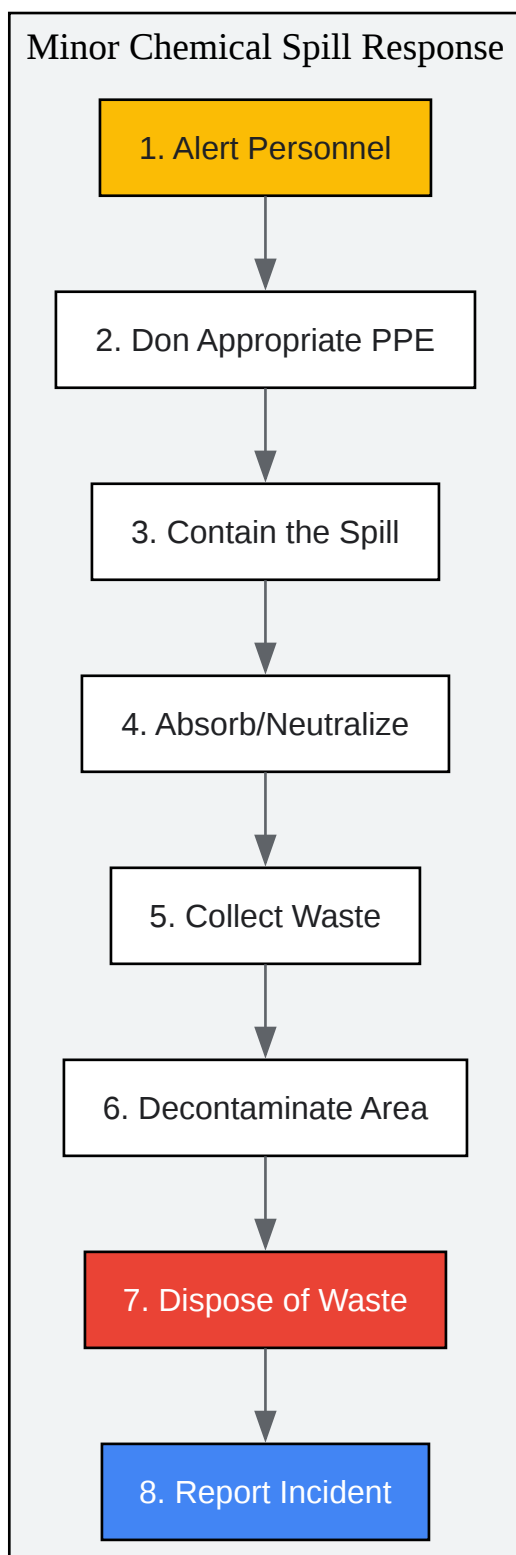 Minor Chemical Spill Response
1. Alert Personnel
2. Don Appropriate PPE
3. Contain the Spill
4. Absorb/Neutralize
5. Collect Waste
6. Decontaminate Area
7. Dispose of Waste
8. Report Incident